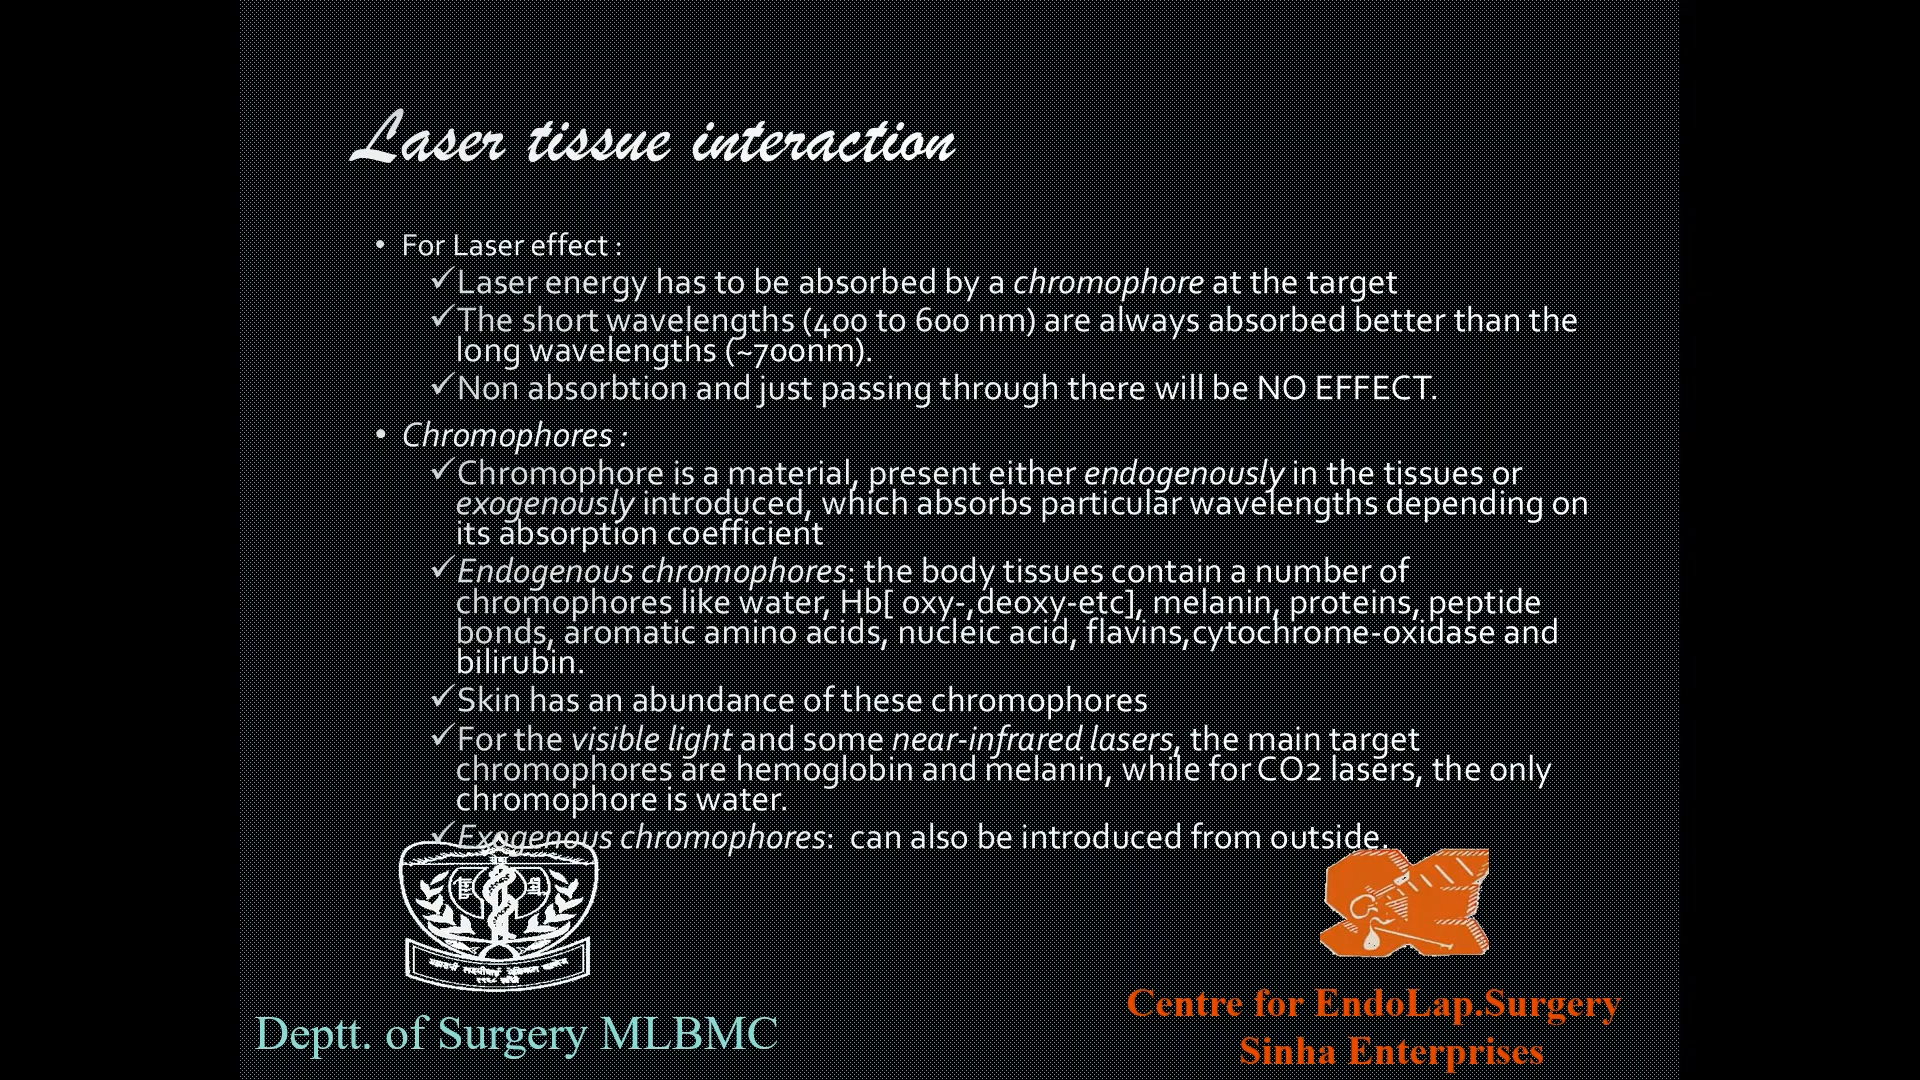 Laser tissue interaction
• For Laser effect :
✓Laser energy has to be absorbed by a chromophore at the target
✓The short wavelengths (400 to 600 nm) are always absorbed better than the
long wavelengths (~700nm).
✓Non absorbtion and just passing through there will be NO EFFECT.
• Chromophores :
✓Chromophore is a material, present either endogenously in the tissues or
exogenously introduced, which absorbs particular wavelengths depending on
its absorption coefficient
✓Endogenous chromophores: the body tissues contain a number of
chromophores like water, Hb[ oxy-,deoxy-etc], melanin, proteins, peptide
bonds, aromatic amino acids, nucleic acid, flavins,cytochrome-oxidase and
bilirubin.
✓Skin has an abundance of these chromophores
✓For the visible light and some near-infrared lasers, the main target
chromophores are hemoglobin and melanin, while for CO2 lasers, the only
chromophore is water.
✓Exogenous chromophores:  can also be introduced from outside.
Deptt. of Surgery MLBMC
Centre for EndoLap.Surgery
Sinha Enterprises